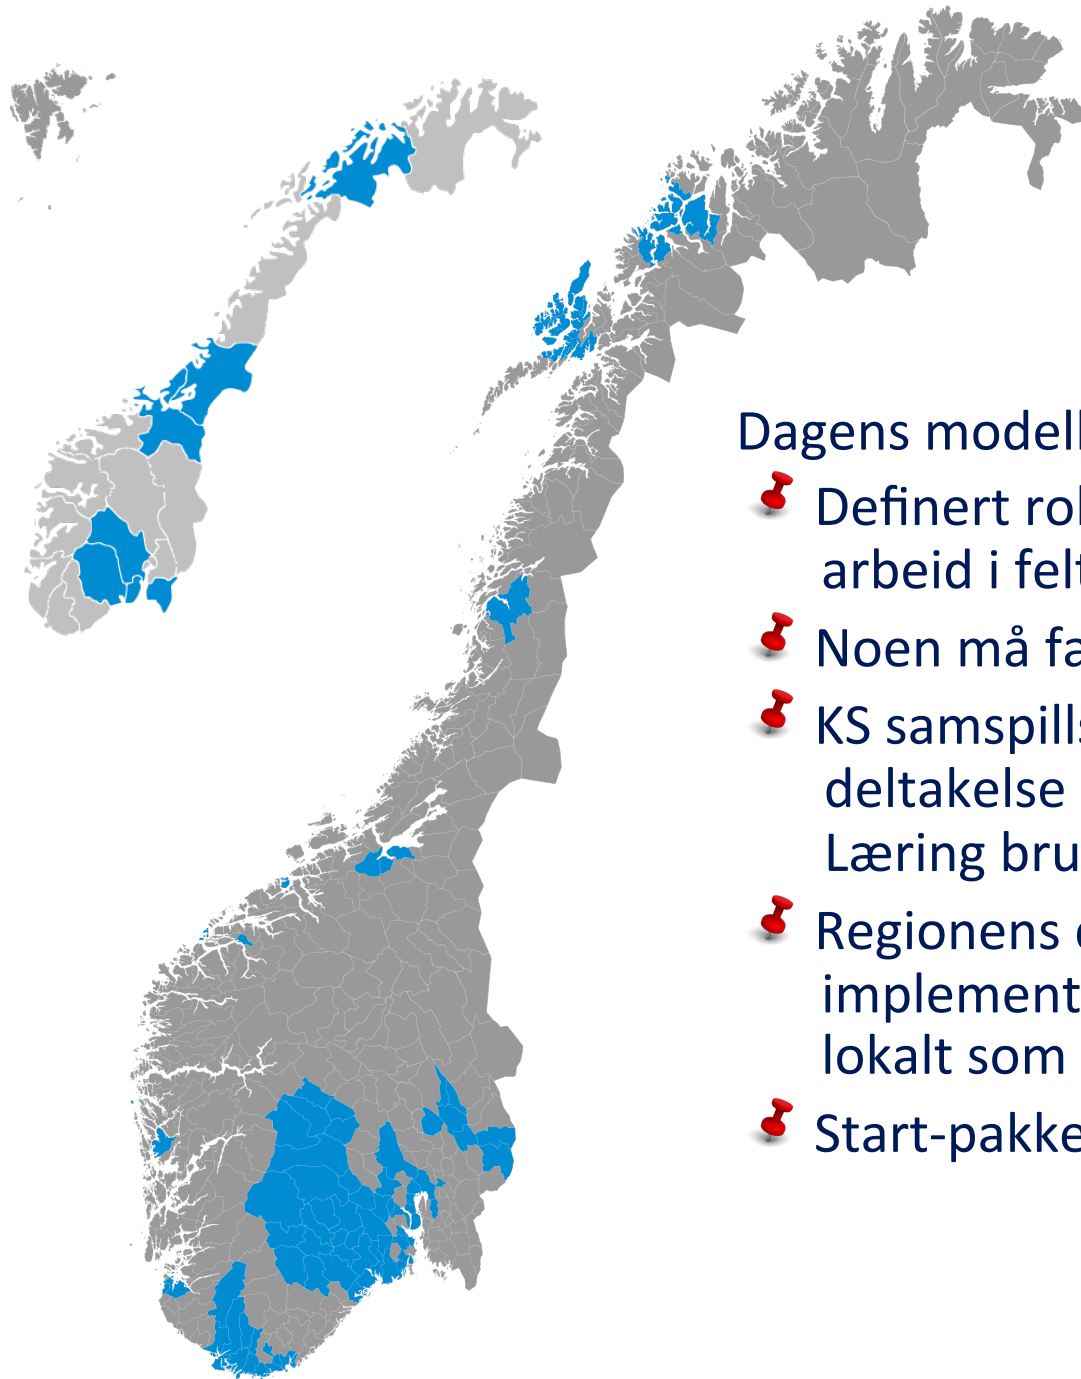 Dagens modell
Definert rol
arbeid i felt
Noen må fa
KS samspills
deltakelse
Læring bru
Regionens
implement
lokalt som
Start-pakke